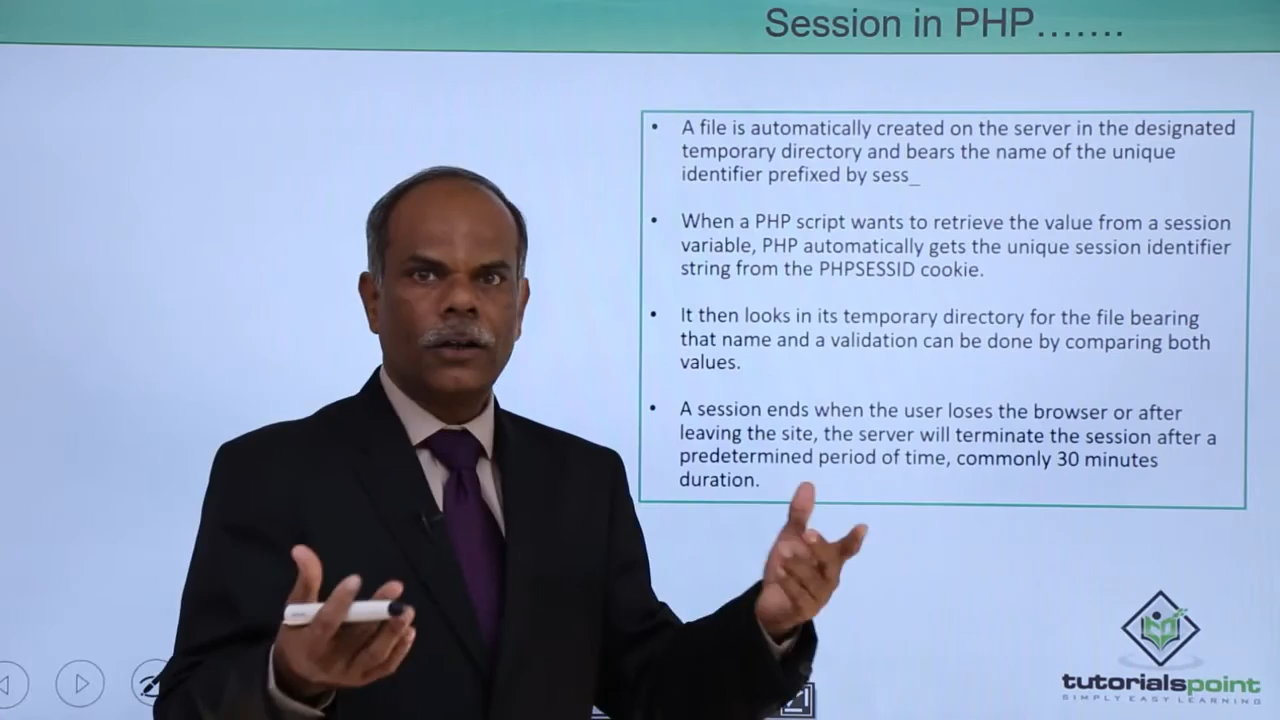 Session in PHP.......
• A file is automatically created on the server in the designated
temporary directory and bears the name of the unique
identifier prefixed by sess_
• When a PHP script wants to retrieve the value from a session
variable, PHP automatically gets the unique session identifier
string from the PHPSESSID cookie.
• It then looks in its temporary directory for the file bearing
that name and a validation can be done by comparing both
values.
• A session ends when the user loses the browser or after
leaving the site, the server will terminate the session after a
predetermined period of time, commonly 30 minutes
duration.
tutorialspoint
SIMPLY EASY LEARNING